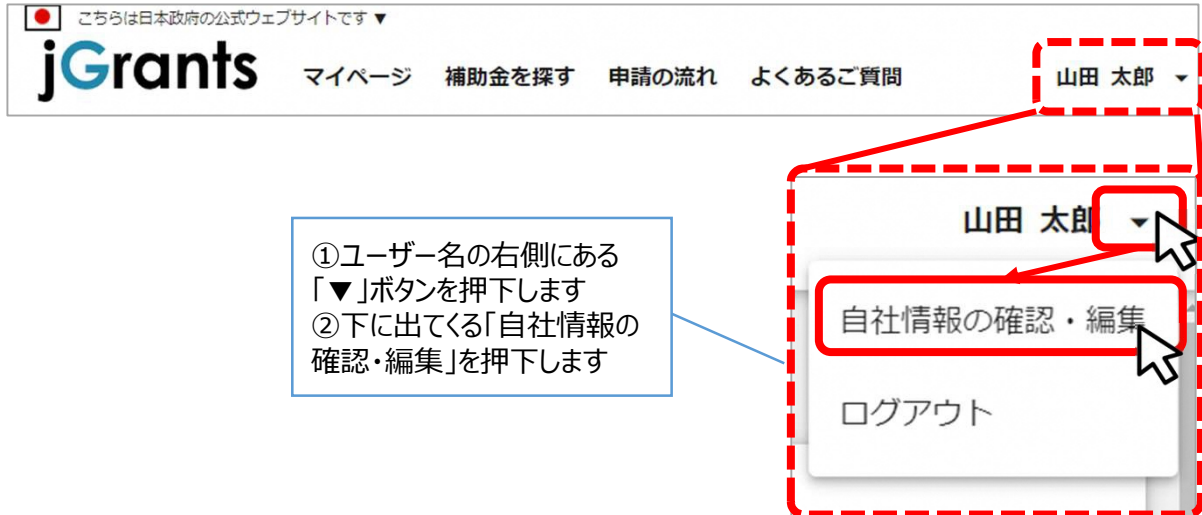 こちらは日本政府の公式ウェブサイトです ▼
jGrants マイページ 補助金を探す 申請の流れ よくあるご質問 山田 太郎 ▼
山田 太郎 ▼
①ユーザー名の右側にある
「▼」ボタンを押下します
②下に出てくる「自社情報の
確認・編集」を押下します
自社情報の確認・編集
ログアウト